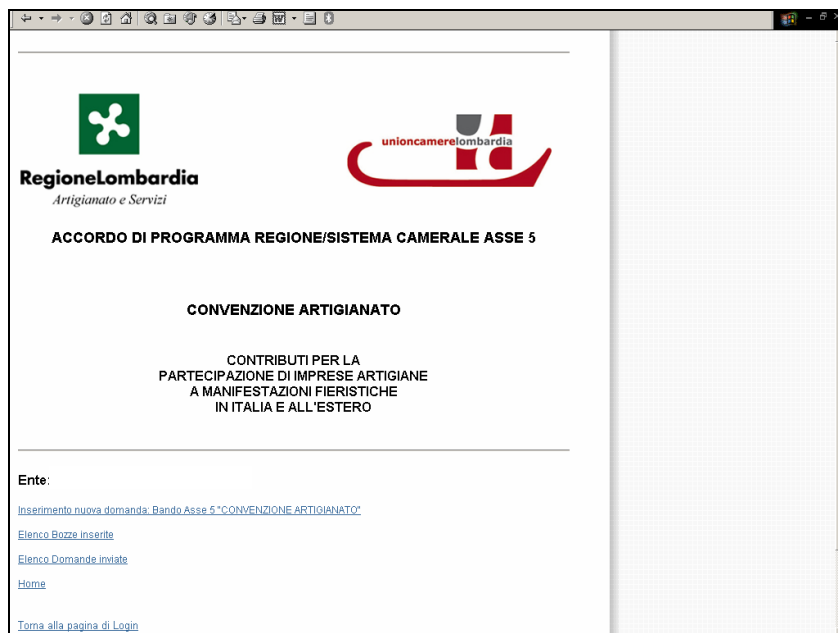 RegioneLombardia
Artigianato e Servizi
unioncamerelombardia
ACCORDO DI PROGRAMMA REGIONE/SISTEMA CAMERALE ASSE 5
CONVENZIONE ARTIGIANATO
CONTRIBUTI PER LA
PARTECIPAZIONE DI IMPRESE ARTIGIANE
A MANIFESTAZIONI FIERISTICHE
IN ITALIA E ALL'ESTERO
Ente:
Inserimento nuova domanda: Bando Asse 5 "CONVENZIONE ARTIGIANATO"
Elenco Bozze inserite
Elenco Domande inviate
Home
Torna alla pagina di Login